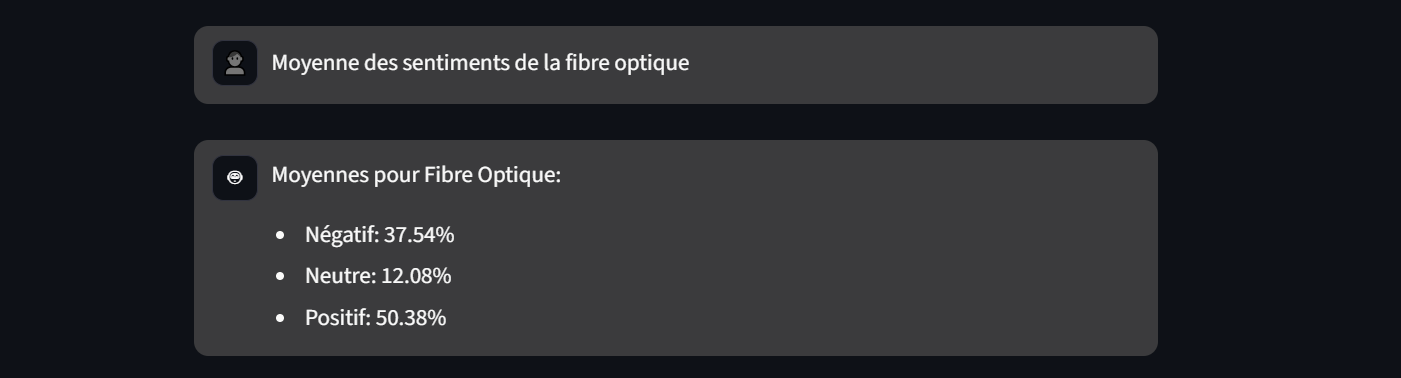 Moyenne des sentiments de la fibre optique
Moyennes pour Fibre Optique:
• Négatif: 37.54%
• Neutre: 12.08%
• Positif: 50.38%